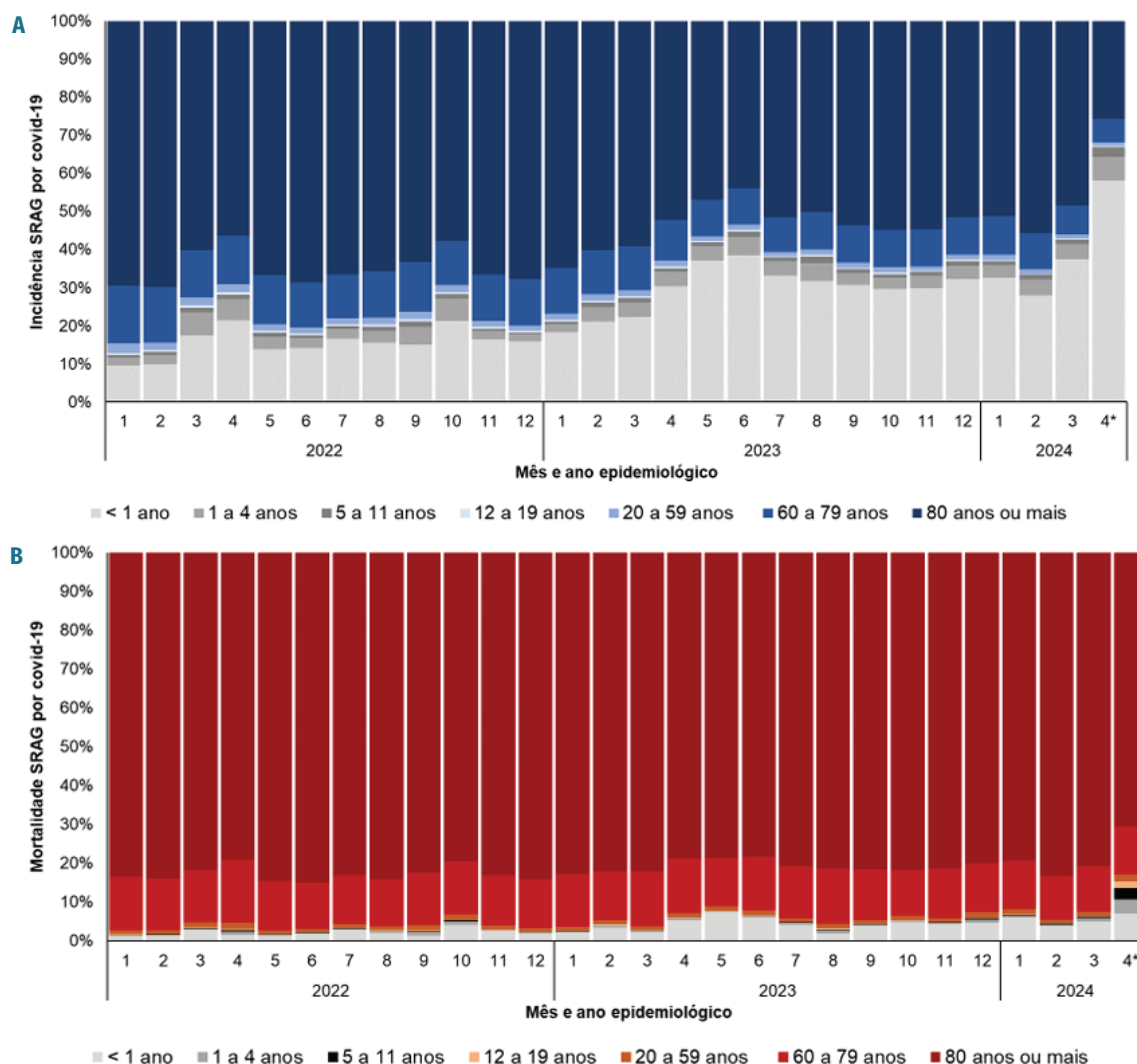 A
Incidência SRAG por covid-19
100%
90%
80%
70%
60%
50%
40%
30%
20%
10%
0%
1 2 3 4 5 6 7 8 9 10 11 12 1 2 3 4 5 6 7 8 9 10 11 12 1 2 3 4*
2022 2023 2024
Mês e ano epidemiológico
< 1 ano 1 a 4 anos 5 a 11 anos 12 a 19 anos 20 a 59 anos 60 a 79 anos 80 anos ou mais
B
Mortalidade SRAG por covid-19
100%
90%
80%
70%
60%
50%
40%
30%
20%
10%
0%
1 2 3 4 5 6 7 8 9 10 11 12 1 2 3 4 5 6 7 8 9 10 11 12 1 2 3 4*
2022 2023 2024
Mês e ano epidemiológico
< 1 ano 1 a 4 anos 5 a 11 anos 12 a 19 anos 20 a 59 anos 60 a 79 anos 80 anos ou mais